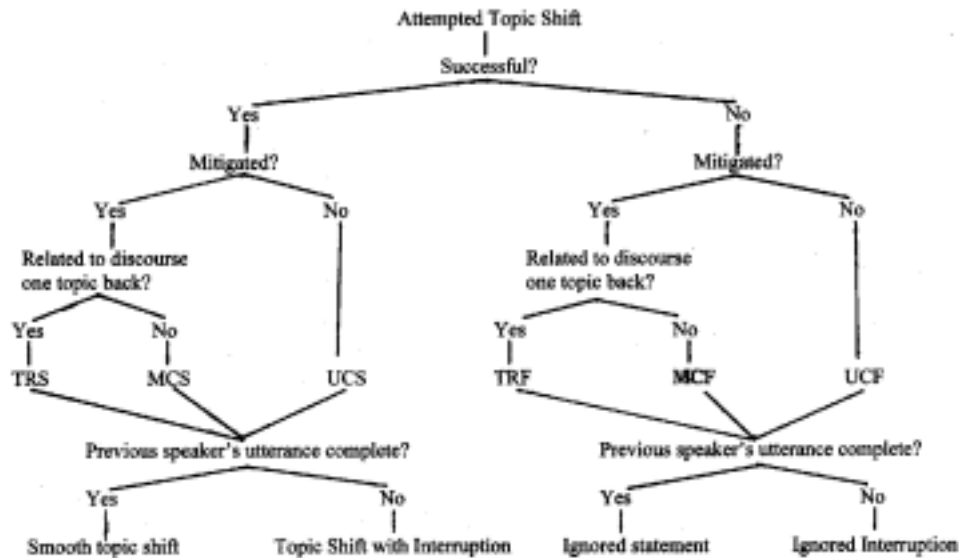 Attempted Topic Shift
Successful?
Yes
No
Mitigated?
Mitigated?
Yes
No
Yes
No
Related to discourse
one topic back?
Related to discourse
one topic back?
Yes
No
Yes
No
TRS
MCS
UCS
TRF
MCF
UCF
Previous speaker's utterance complete?
Previous speaker's utterance complete?
Yes
No
Yes
No
Smooth topic shift
Topic Shift with Interruption
Ignored statement
Ignored Interruption